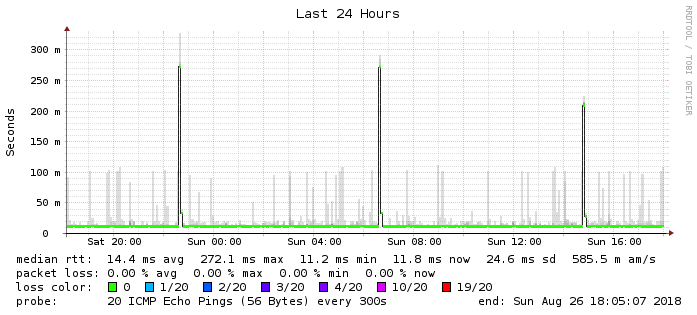 Last 24 Hours
RRDTOOL / TOBI OETIKER
Seconds
300 m
250 m
200 m
150 m
100 m
50 m
0
Sat 20:00 Sun 00:00 Sun 04:00 Sun 08:00 Sun 12:00 Sun 16:00
median rtt: 14.4 ms avg 272.1 ms max 11.2 ms min 11.8 ms now 24.6 ms sd 585.5 m am/s
packet loss: 0.00 % avg 0.00 % max 0.00 % min 0.00 % now
loss color: 0 1/20 2/20 3/20 4/20 10/20 19/20
probe: 20 ICMP Echo Pings (56 Bytes) every 300s end: Sun Aug 26 18:05:07 2018